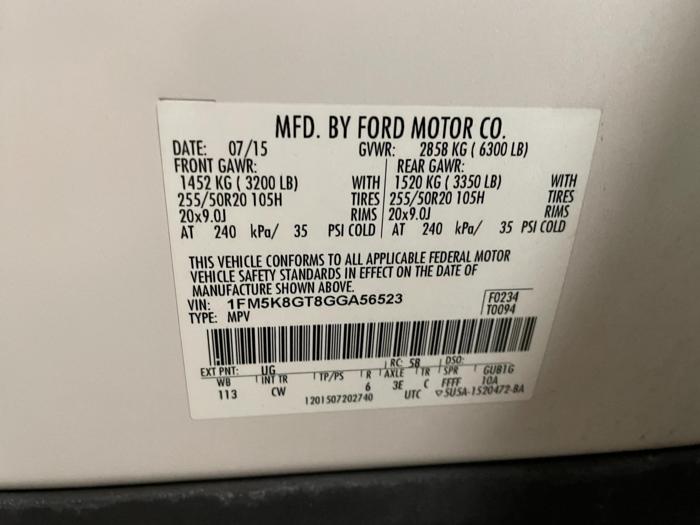 MFD. BY FORD MOTOR CO.
DATE: 07/15 GVWR: 2858 KG ( 6300 LB)
FRONT GAWR: REAR GAWR:
1452 KG ( 3200 LB) WITH 1520 KG ( 3350 LB) WITH
255/50R20 105H TIRES 255/50R20 105H TIRES
20x9.0J RIMS 20x9.0J RIMS
AT 240 kPa/ 35 PSI COLD AT 240 kPa/ 35 PSI COLD
THIS VEHICLE CONFORMS TO ALL APPLICABLE FEDERAL MOTOR
VEHICLE SAFETY STANDARDS IN EFFECT ON THE DATE OF
MANUFACTURE SHOWN ABOVE.
VIN: 1FM5K8GT8GGA56523 F0234
TYPE: MPV T0094
EXT PNT: UG RC: 58 DSO:
WB INT TR TP/PS R AXLE TR SPR GUB1G
113 CW 6 3E C FFFF 10A
1201507202740 UTC ▽5USA-1520472-BA